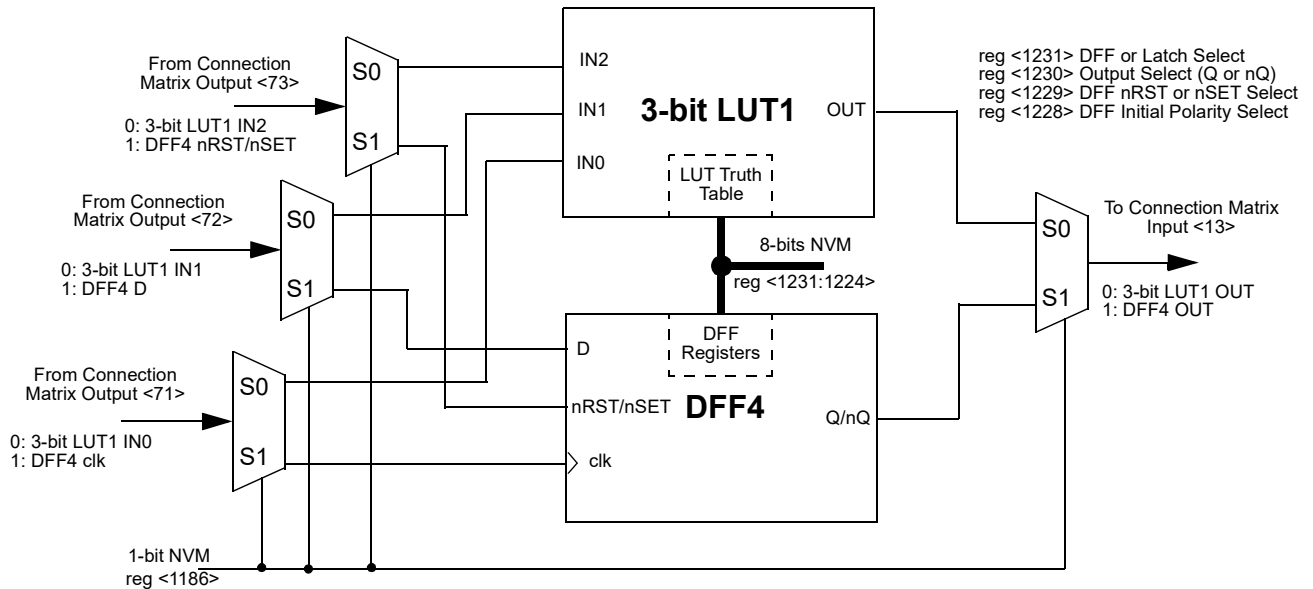 From Connection
Matrix Output <73>
0: 3-bit LUT1 IN2
1: DFF4 nRST/nSET
S0
S1
From Connection
Matrix Output <72>
0: 3-bit LUT1 IN1
1: DFF4 D
S0
S1
From Connection
Matrix Output <71>
0: 3-bit LUT1 IN0
1: DFF4 clk
S0
S1
1-bit NVM
reg <1186>
IN2
IN1
IN0
3-bit LUT1
OUT
LUT Truth
Table
8-bits NVM
reg <1231:1224>
DFF
Registers
D
nRST/nSET
clk
DFF4
Q/nQ
reg <1231> DFF or Latch Select
reg <1230> Output Select (Q or nQ)
reg <1229> DFF nRST or nSET Select
reg <1228> DFF Initial Polarity Select
S0
S1
To Connection Matrix
Input <13>
0: 3-bit LUT1 OUT
1: DFF4 OUT